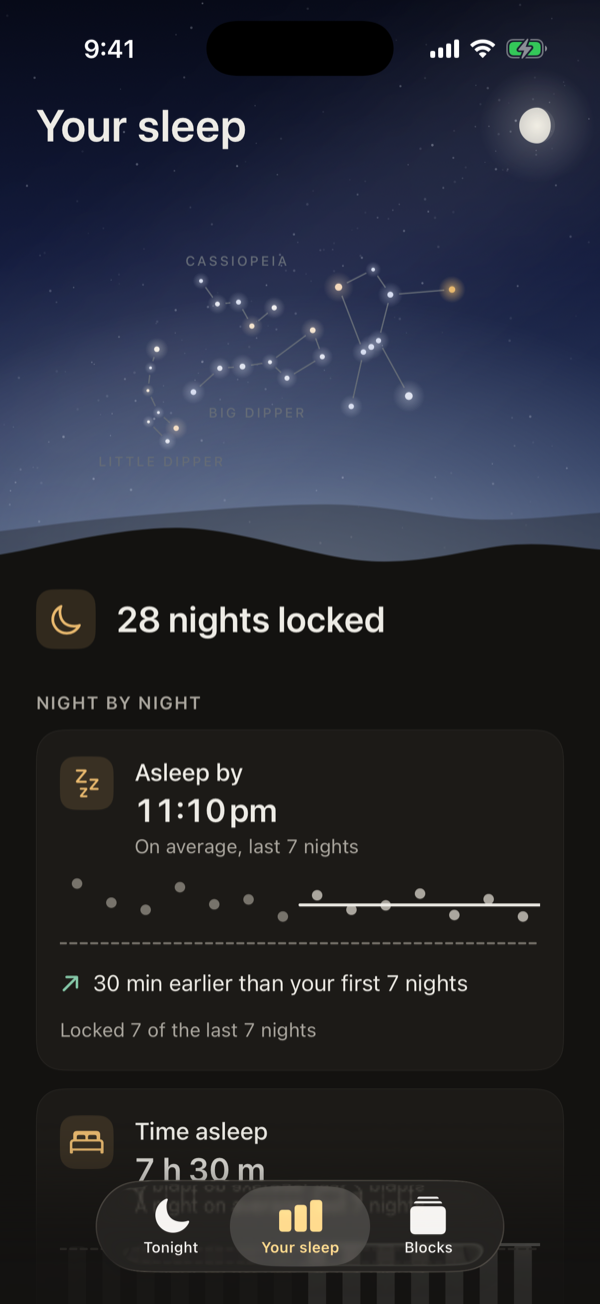 9:41
Your sleep
CASSIOPEIA
BIG DIPPER
LITTLE DIPPER
28 nights locked
NIGHT BY NIGHT
Asleep by
11:10 pm
On average, last 7 nights
30 min earlier than your first 7 nights
Locked 7 of the last 7 nights
Time asleep
7 h 30 m
Tonight
Your sleep
Blocks